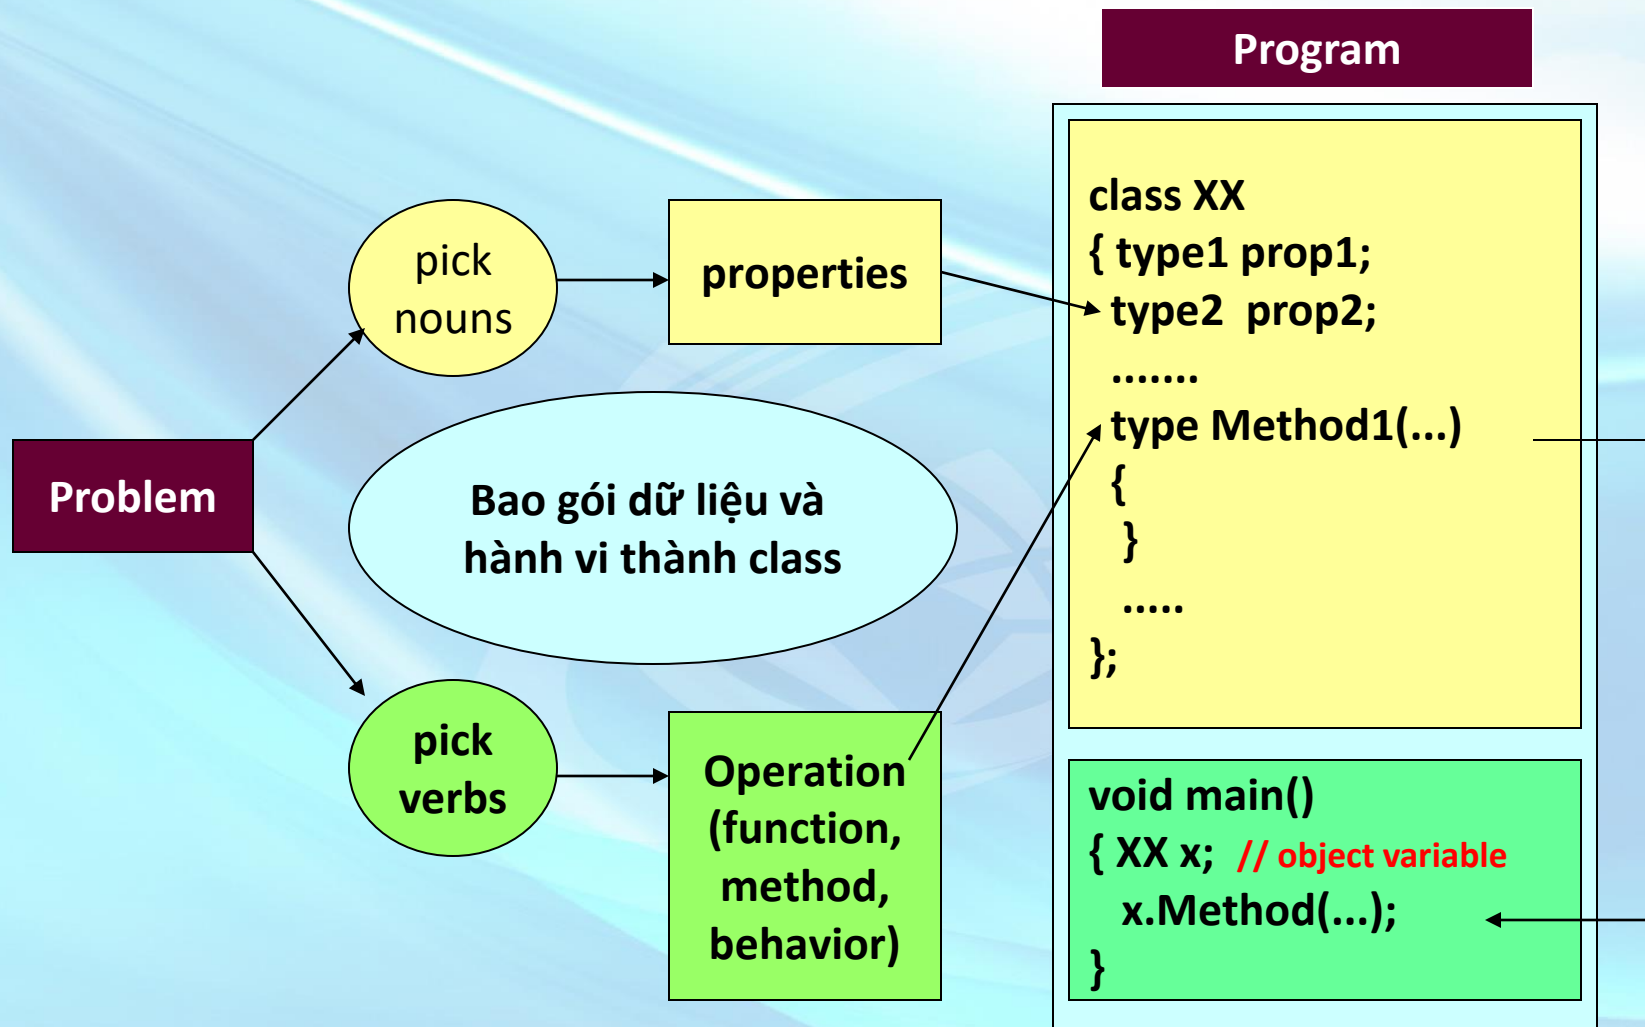 Program
Problem
pick
nouns
properties
Bao gói dữ liệu và
hành vi thành class
pick
verbs
Operation
(function,
method,
behavior)
class XX
{ type1 prop1;
type2  prop2;
.......
type Method1(...)
{
}
.....
};
void main()
{ XX x;  // object variable
x.Method(...);
}